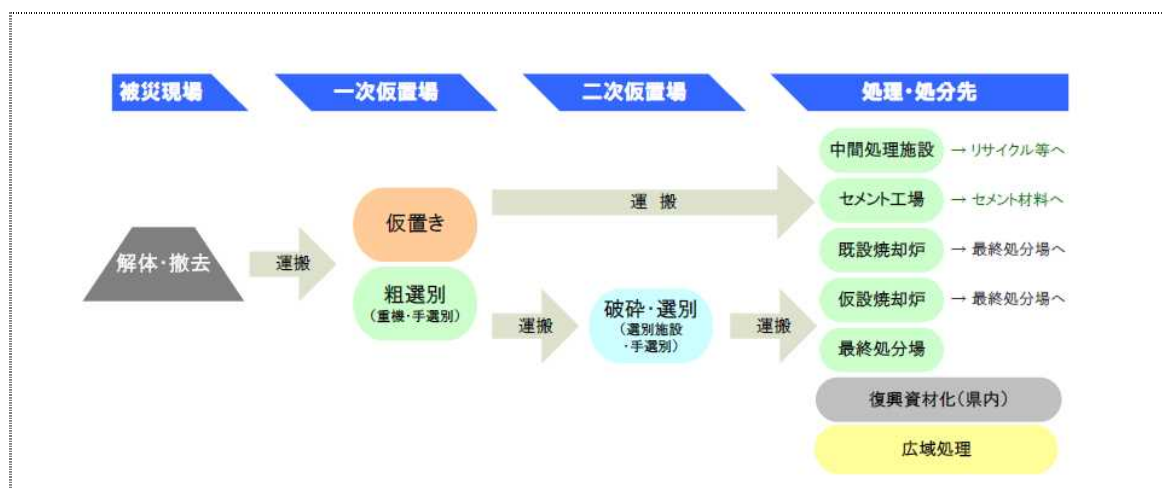 被災現場
一次仮置場
二次仮置場
処理・処分先
解体・撤去
運搬
仮置き
粗選別
(重機・手選別)
運 搬
運搬
破砕・選別
(選別施設
・手選別)
運搬
中間処理施設 → リサイクル等へ
セメント工場 → セメント材料へ
既設焼却炉 → 最終処分場へ
仮設焼却炉 → 最終処分場へ
最終処分場
復興資材化(県内)
広域処理